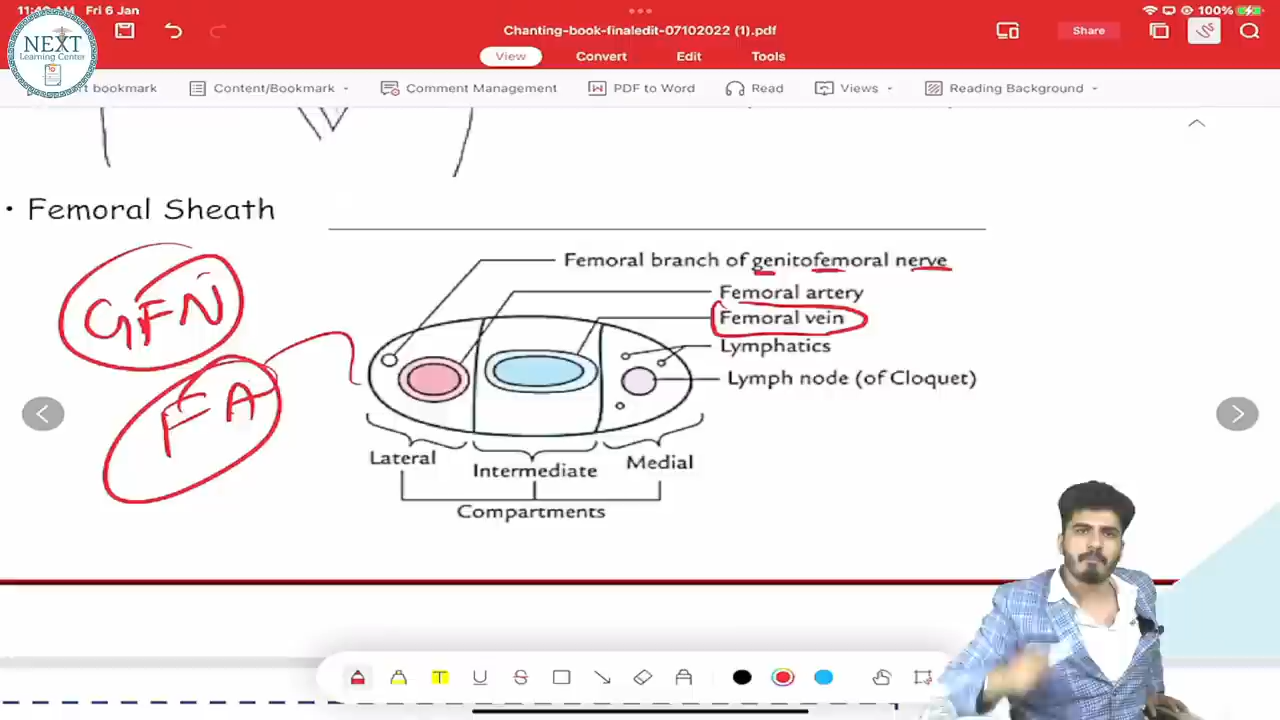 Fri 6 Jan
100%
NEXT
Learning Center
Chanting-book-finaledit-07102022 (1).pdf
Share
View
Convert
Edit
Tools
bookmark
Content/Bookmark
Comment Management
PDF to Word
Read
Views
Reading Background
• Femoral Sheath
Femoral branch of genitofemoral nerve
Femoral artery
Femoral vein
Lymphatics
Lymph node (of Cloquet)
GFN
FA
Lateral
Intermediate
Medial
Compartments
T
U
S
A